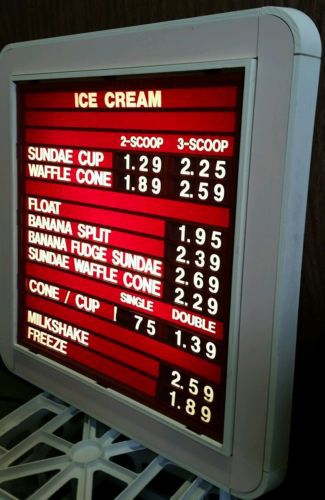 ICE CREAM
2-SCOOP 3-SCOOP
SUNDAE CUP 1.29 2.25
WAFFLE CONE 1.89 2.59
FLOAT 1.95
BANANA SPLIT 2.39
BANANA FUDGE SUNDAE 2.69
SUNDAE WAFFLE CONE 2.29
SINGLE DOUBLE
CONE / CUP 75 1.39
MILKSHAKE 2.59
FREEZE 1.89